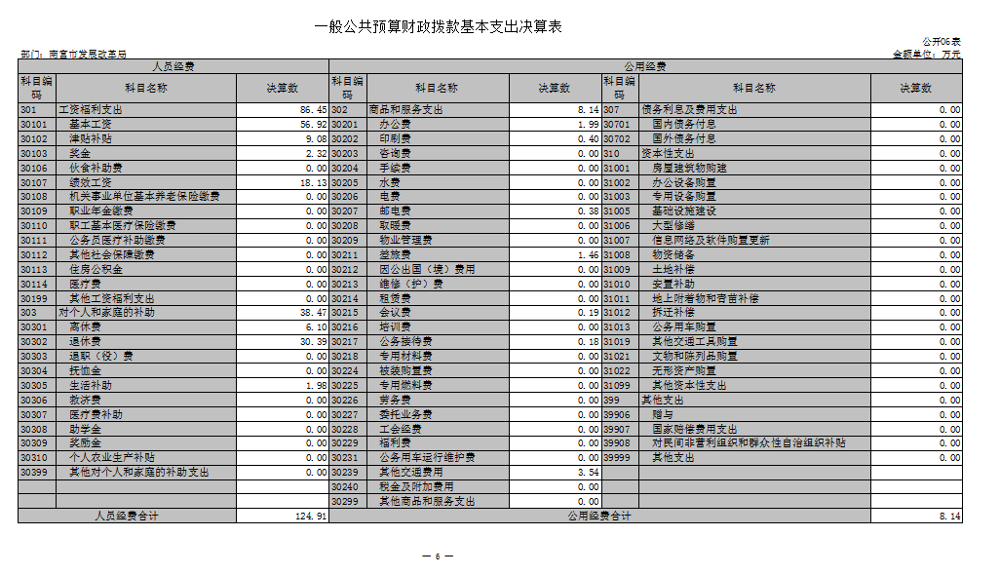 一般公共预算财政拨款基本支出决算表
公开06表
部门：南宫市发展改革局 金额单位：万元
人员经费 公用经费
科目编码 科目名称 决算数 科目编码 科目名称 决算数 科目编码 科目名称 决算数
301 工资福利支出 86.45 302 商品和服务支出 8.14 307 债务利息及费用支出 0.00
30101 基本工资 56.92 30201 办公费 1.99 30701 国内债务付息 0.00
30102 津贴补贴 9.08 30202 印刷费 0.40 30702 国外债务付息 0.00
30103 奖金 2.32 30203 咨询费 0.00 310 资本性支出 0.00
30106 伙食补助费 0.00 30204 手续费 0.00 31001 房屋建筑物购建 0.00
30107 绩效工资 18.13 30205 水费 0.00 31002 办公设备购置 0.00
30108 机关事业单位基本养老保险缴费 0.00 30206 电费 0.00 31003 专用设备购置 0.00
30109 职业年金缴费 0.00 30207 邮电费 0.38 31005 基础设施建设 0.00
30110 职工基本医疗保险缴费 0.00 30208 取暖费 0.00 31006 大型修缮 0.00
30111 公务员医疗补助缴费 0.00 30209 物业管理费 0.00 31007 信息网络及软件购置更新 0.00
30112 其他社会保障缴费 0.00 30211 差旅费 1.46 31008 物资储备 0.00
30113 住房公积金 0.00 30212 因公出国（境）费用 0.00 31009 土地补偿 0.00
30114 医疗费 0.00 30213 维修（护）费 0.00 31010 安置补助 0.00
30199 其他工资福利支出 0.00 30214 租赁费 0.00 31011 地上附着物和青苗补偿 0.00
303 对个人和家庭的补助 38.47 30215 会议费 0.19 31012 拆迁补偿 0.00
30301 离休费 6.10 30216 培训费 0.00 31013 公务用车购置 0.00
30302 退休费 30.39 30217 公务接待费 0.18 31019 其他交通工具购置 0.00
30303 退职（役）费 0.00 30218 专用材料费 0.00 31021 文物和陈列品购置 0.00
30304 抚恤金 0.00 30224 被装购置费 0.00 31022 无形资产购置 0.00
30305 生活补助 1.98 30225 专用燃料费 0.00 31099 其他资本性支出 0.00
30306 救济费 0.00 30226 劳务费 0.00 399 其他支出 0.00
30307 医疗费补助 0.00 30227 委托业务费 0.00 39906 赠与 0.00
30308 助学金 0.00 30228 工会经费 0.00 39907 国家赔偿费用支出 0.00
30309 奖励金 0.00 30229 福利费 0.00 39908 对民间非营利组织和群众性自治组织补贴 0.00
30310 个人农业生产补贴 0.00 30231 公务用车运行维护费 0.00 39999 其他支出 0.00
30399 其他对个人和家庭的补助支出 0.00 30239 其他交通费用 3.54
30240 税金及附加费用 0.00
30299 其他商品和服务支出 0.00
人员经费合计 124.91 公用经费合计 8.14
— 6 —